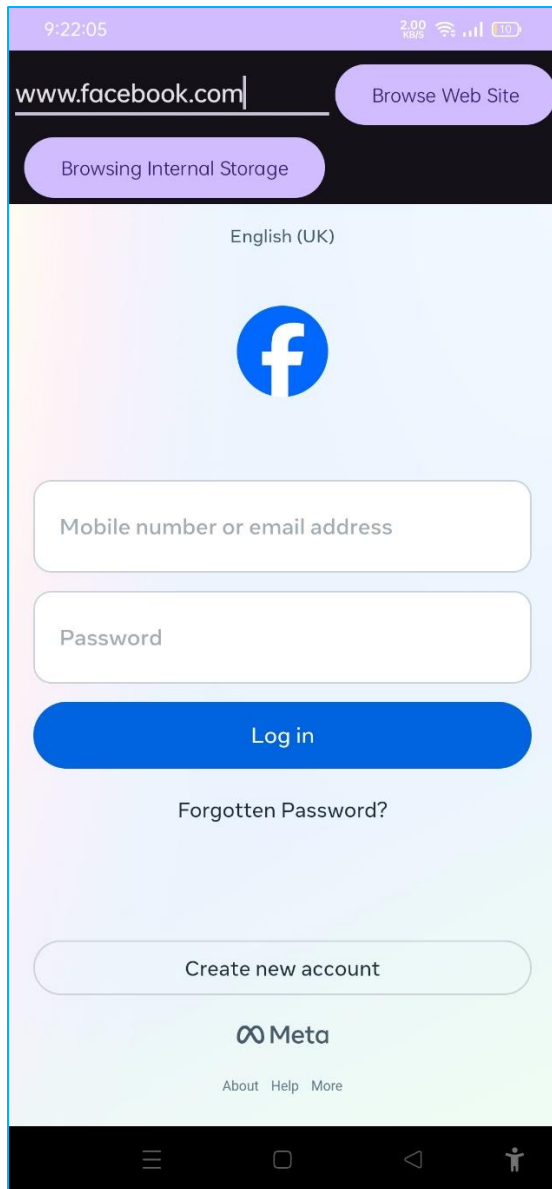 9:22:05 2.00 KB/S 10
www.facebook.com Browse Web Site
Browsing Internal Storage
English (UK)
Mobile number or email address
Password
Log in
Forgotten Password?
Create new account
Meta
About Help More